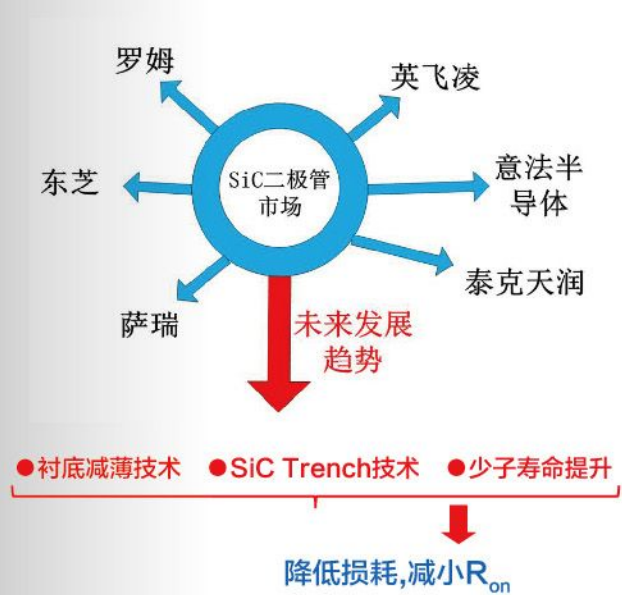 罗姆
英飞凌
东芝
SiC二极管
市场
意法半
导体
萨瑞
泰克天润
未来发展
趋势
●衬底减薄技术 ●SiC Trench技术 ●少子寿命提升
降低损耗,减小Ron